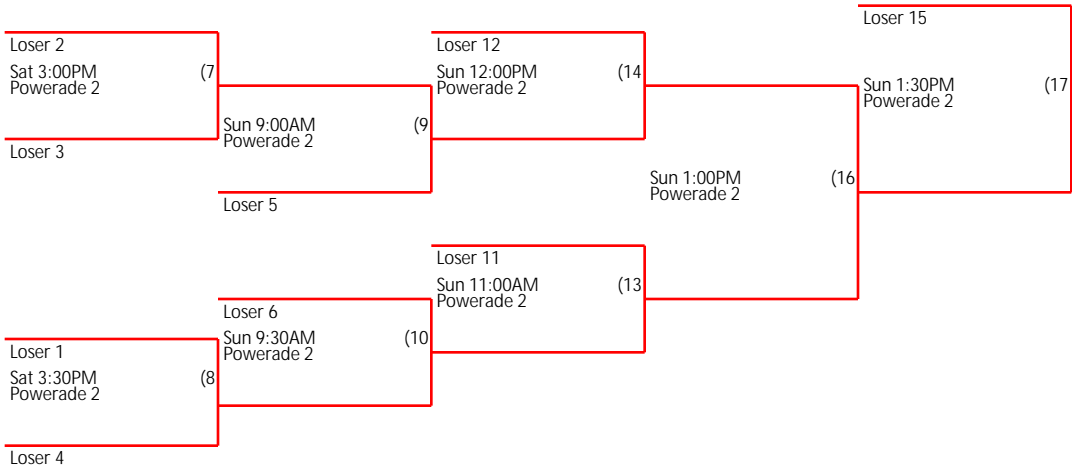 Loser 15
Loser 2
Loser 12
Sat 3:00PM (7
Powerade 2
Sun 12:00PM (14
Powerade 2
Sun 1:30PM (17
Powerade 2
Sun 9:00AM (9
Powerade 2
Loser 3
Sun 1:00PM (16
Powerade 2
Loser 5
Loser 11
Sun 11:00AM (13
Powerade 2
Loser 6
Sun 9:30AM (10
Powerade 2
Loser 1
Sat 3:30PM (8
Powerade 2
Loser 4